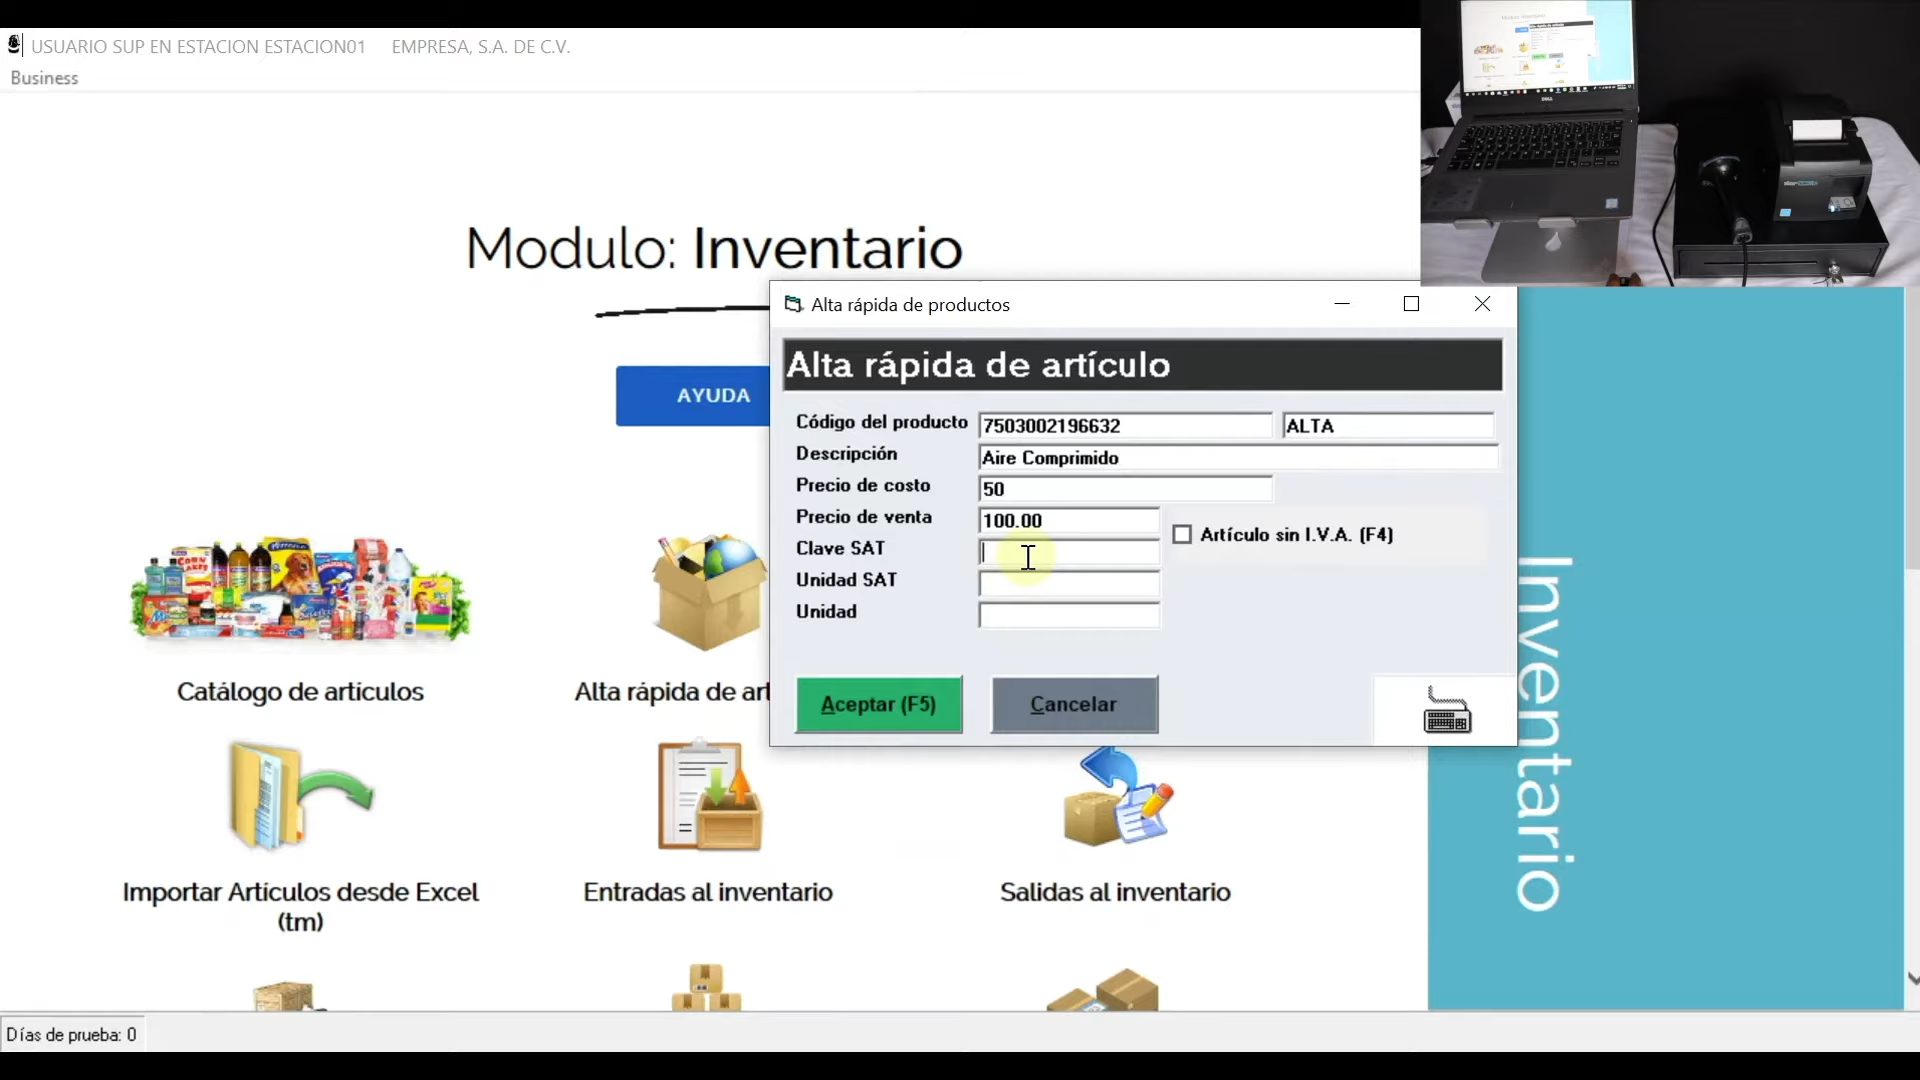 USUARIO SUP EN ESTACION ESTACION01 EMPRESA, S.A. DE C.V.
Business
Modulo: Inventario
AYUDA
Alta rápida de productos
Alta rápida de artículo
Código del producto 7503002196632 ALTA
Descripción Aire Comprimido
Precio de costo 50
Precio de venta 100.00
Artículo sin I.V.A. (F4)
Clave SAT
Unidad SAT
Unidad
Aceptar (F5) Cancelar
Catálogo de articulos
Alta rápida de art
Importar Articulos desde Excel
(tm)
Entradas al inventario
Salidas al inventario
Inventario
Días de prueba: 0